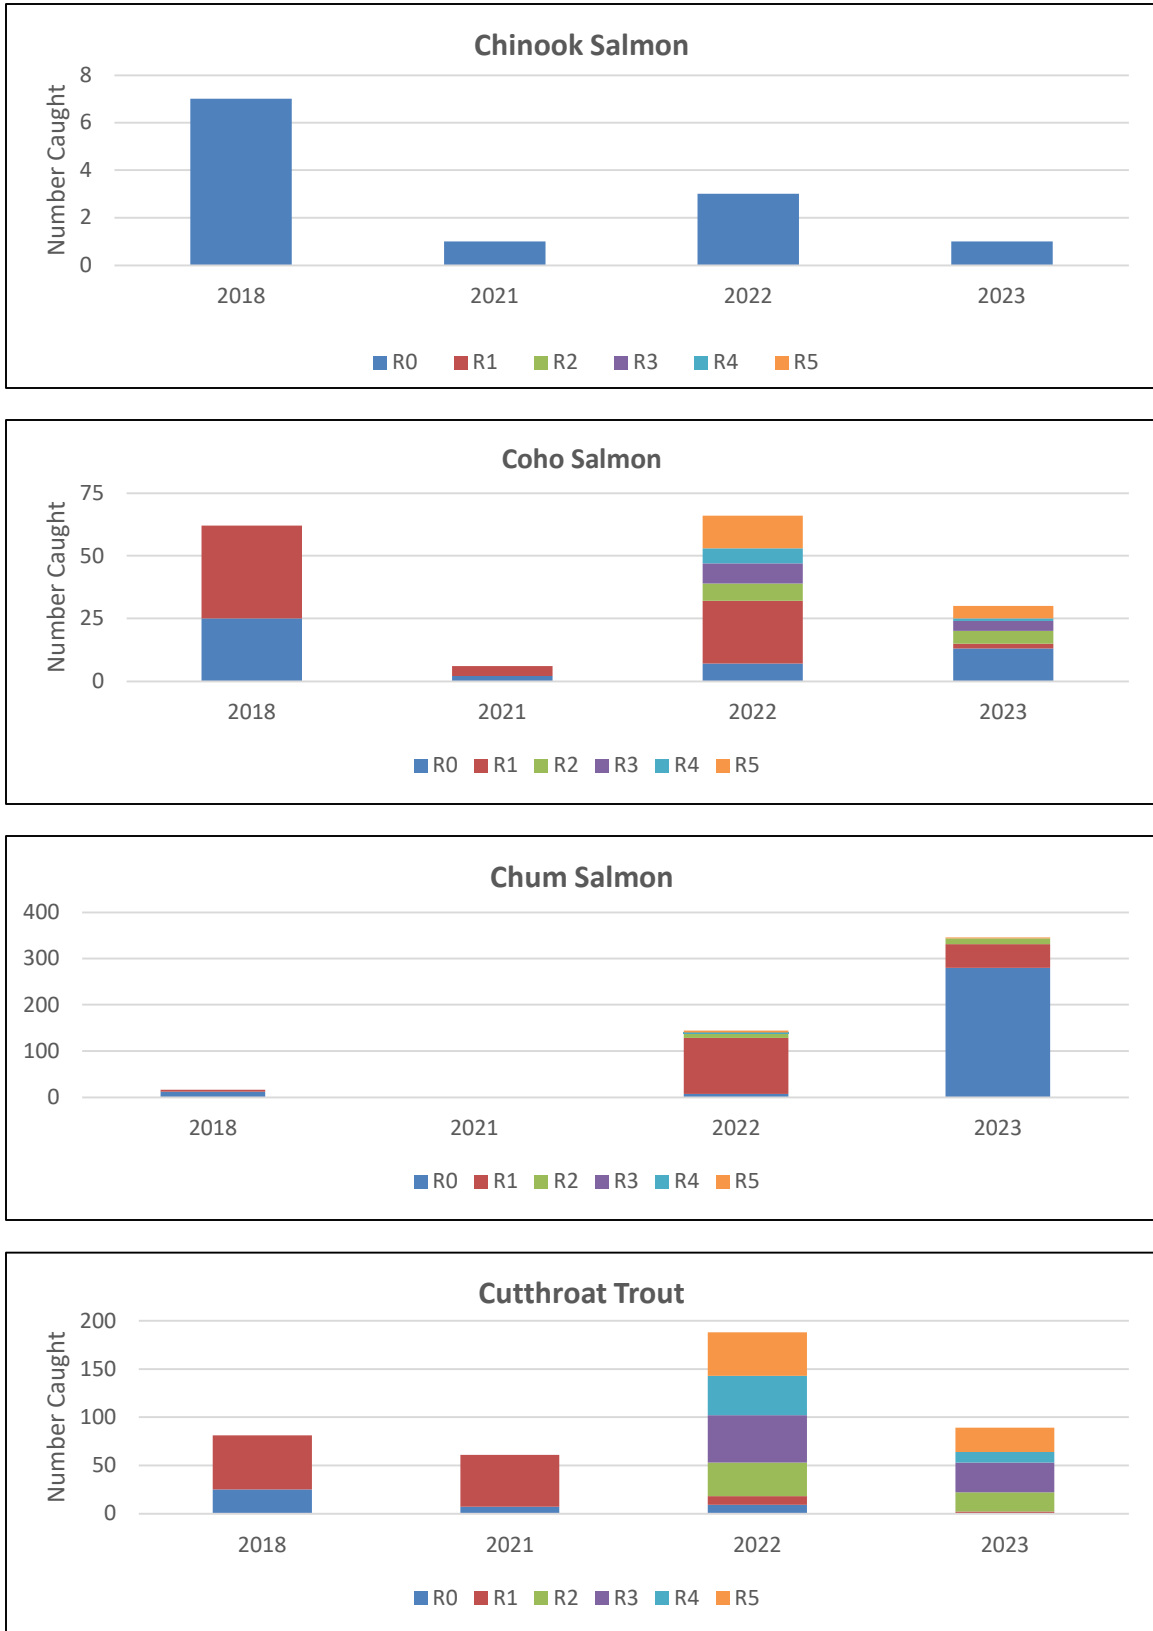 Chinook Salmon
Number Caught
8
6
4
2
0
2018 2021 2022 2023
R0 R1 R2 R3 R4 R5
Coho Salmon
Number Caught
75
50
25
0
2018 2021 2022 2023
R0 R1 R2 R3 R4 R5
Chum Salmon
400
300
200
100
0
2018 2021 2022 2023
R0 R1 R2 R3 R4 R5
Cutthroat Trout
Number Caught
200
150
100
50
0
2018 2021 2022 2023
R0 R1 R2 R3 R4 R5